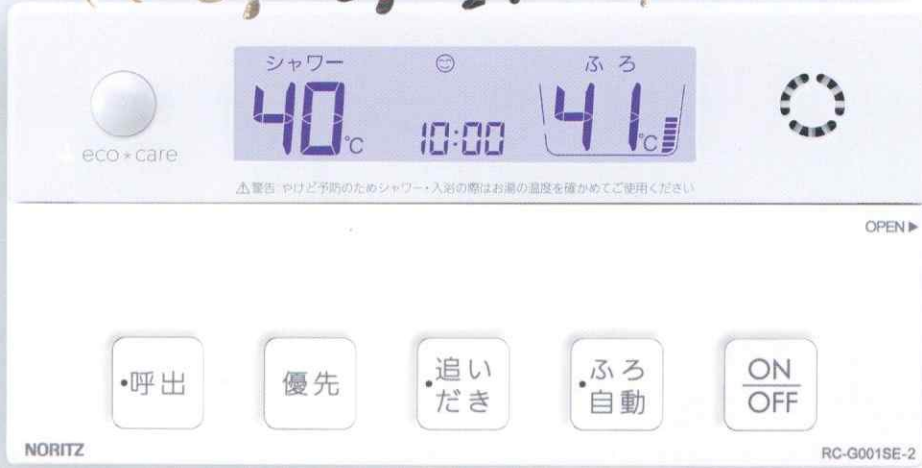 シャワー
ふろ
40℃
10:00
41℃
eco★care
⚠警告 やけど予防のためシャワー・入浴の際はお湯の温度を確かめてご使用ください
OPEN▶
・呼出
優先
・追い
だき
・ふろ
自動
ON
OFF
NORITZ
RC-G001SE-2